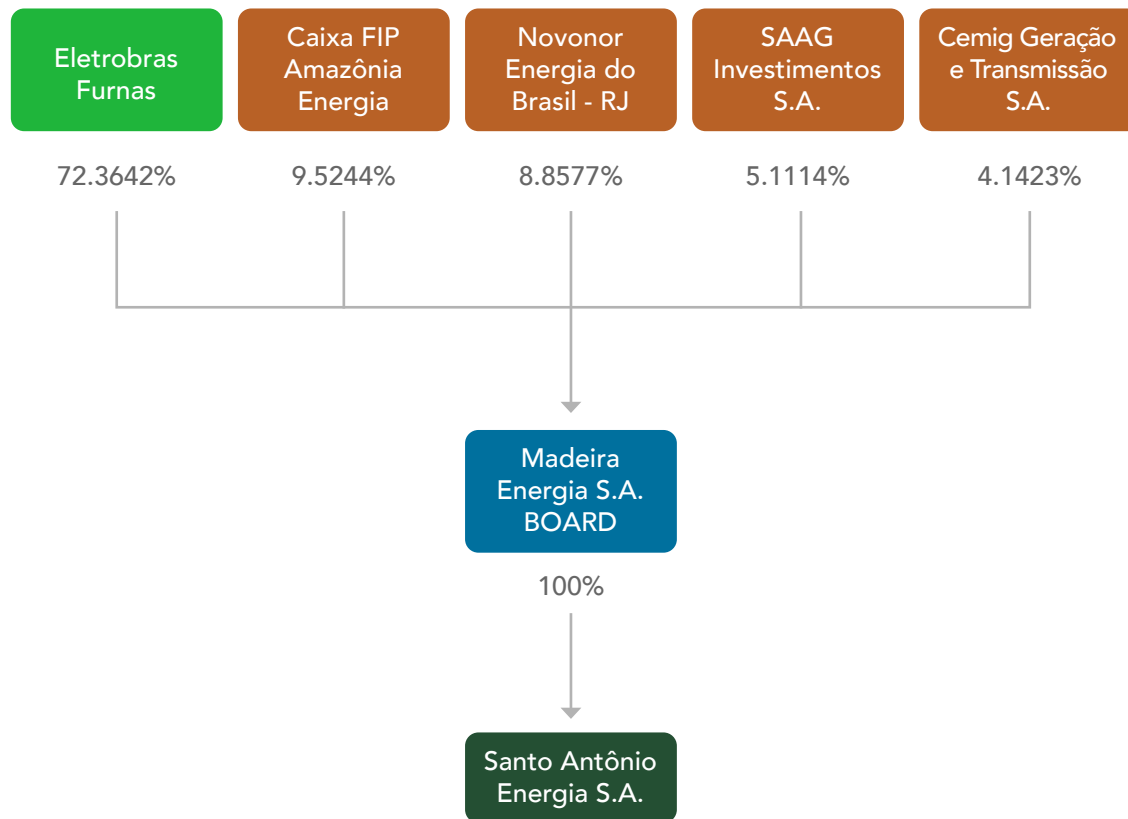 Eletrobras
Furnas
Caixa FIP
Amazônia
Energia
Novonor
Energia do
Brasil - RJ
SAAG
Investimentos
S.A.
Cemig Geração
e Transmissão
S.A.
72.3642%
9.5244%
8.8577%
5.1114%
4.1423%
Madeira
Energia S.A.
BOARD
100%
Santo Antônio
Energia S.A.